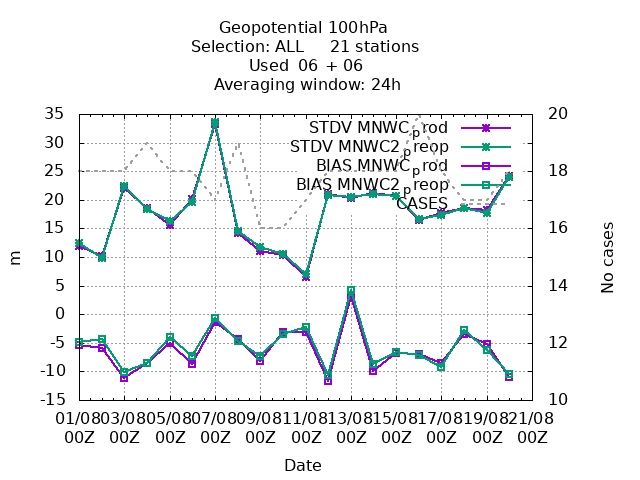 Geopotential 100hPa
Selection: ALL 21 stations
Used 06 + 06
Averaging window: 24h
35 20
STDV MNWC_prod
30
STDV MNWC2_preop
25 18
BIAS MNWC_prod
BIAS MNWC2_preop
20 CASES
15 16
10
5 14
0
-5 12
-10
-15 10
m
No cases
01/08 03/08 05/08 07/08 09/08 11/08 13/08 15/08 17/08 19/08 21/08
00Z 00Z 00Z 00Z 00Z 00Z 00Z 00Z 00Z 00Z 00Z
Date